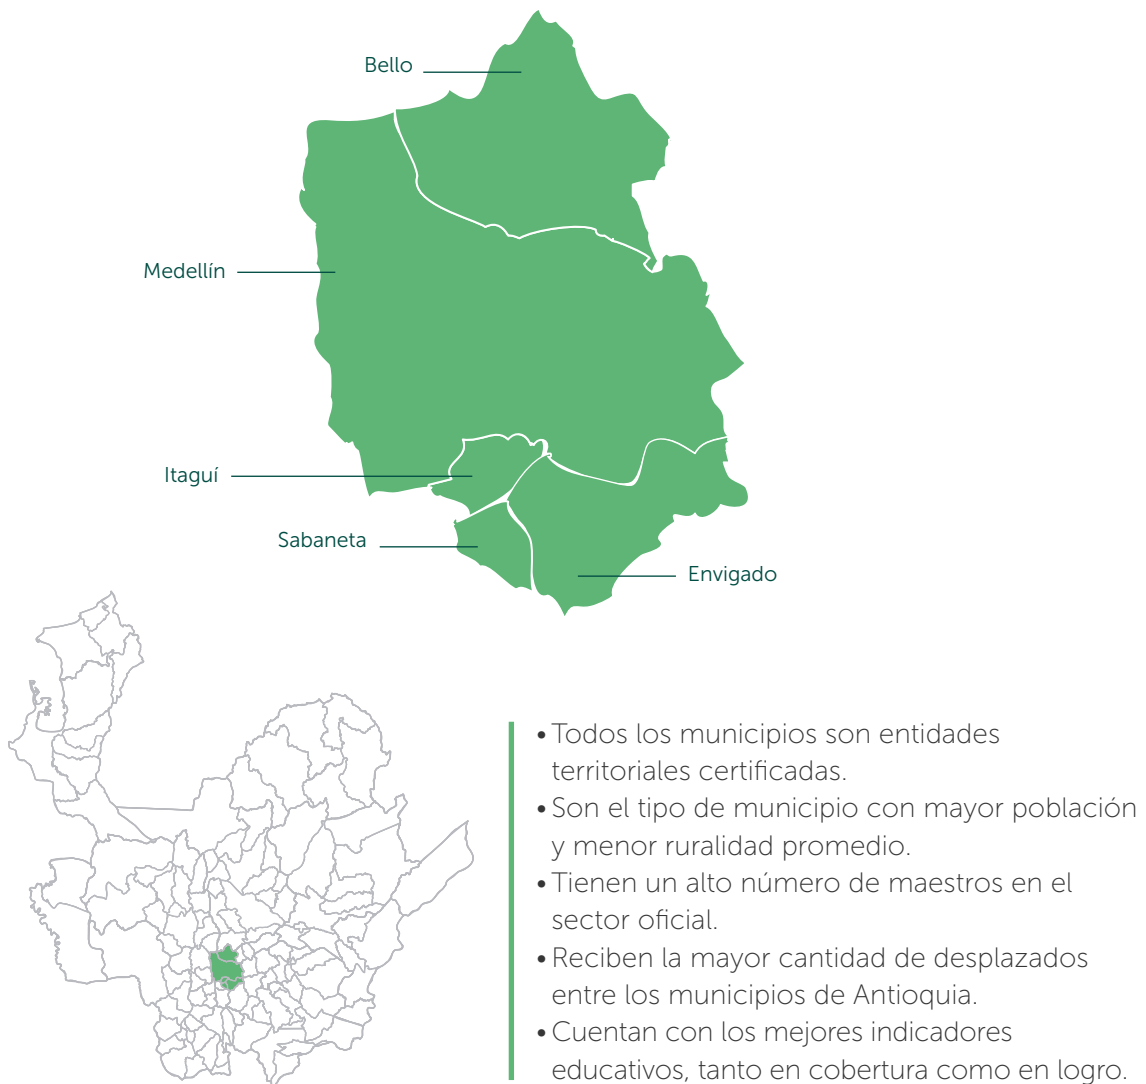 Bello
Medellín
Itaguí
Sabaneta
Envigado
• Todos los municipios son entidades
territoriales certificadas.
• Son el tipo de municipio con mayor población
y menor ruralidad promedio.
• Tienen un alto número de maestros en el
sector oficial.
• Reciben la mayor cantidad de desplazados
entre los municipios de Antioquia.
• Cuentan con los mejores indicadores
educativos, tanto en cobertura como en logro.